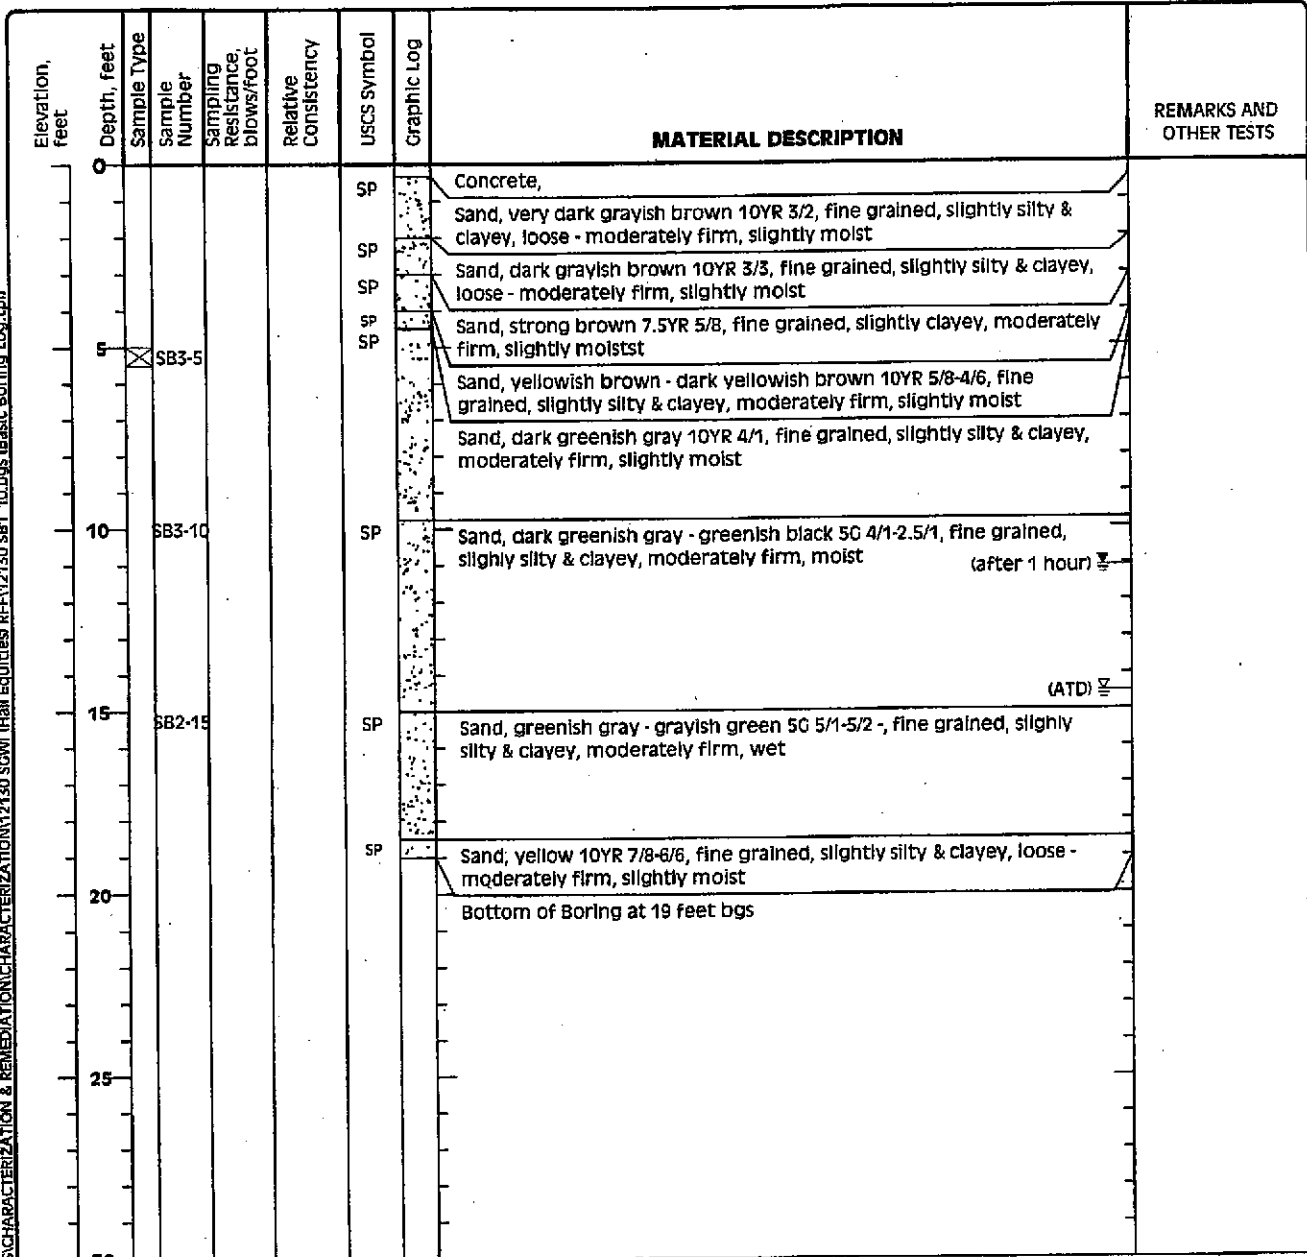 Elevation,
feet
Depth, feet
Sample Type
Sample
Number
Sampling
Resistance,
blows/foot
Relative
Consistency
USCS Symbol
Graphic Log
MATERIAL DESCRIPTION
REMARKS AND
OTHER TESTS
0
SP
Concrete,
Sand, very dark grayish brown 10YR 3/2, fine grained, slightly silty &
clayey, loose - moderately firm, slightly moist
SP
Sand, dark grayish brown 10YR 3/3, fine grained, slightly silty & clayey,
loose - moderately firm, slightly moist
SP
SP
Sand, strong brown 7.5YR 5/8, fine grained, slightly clayey, moderately
firm, slightly moistst
SP
5
SB3-5
Sand, yellowish brown - dark yellowish brown 10YR 5/8-4/6, fine
grained, slightly silty & clayey, moderately firm, slightly moist
Sand, dark greenish gray 10YR 4/1, fine grained, slightly silty & clayey,
moderately firm, slightly moist
10
SB3-10
SP
Sand, dark greenish gray - greenish black 5G 4/1-2.5/1, fine grained,
slighly silty & clayey, moderately firm, moist
(after 1 hour)
(ATD)
15
SB2-15
SP
Sand, greenish gray - grayish green 5G 5/1-5/2 -, fine grained, slighly
silty & clayey, moderately firm, wet
SP
Sand, yellow 10YR 7/8-6/6, fine grained, slightly silty & clayey, loose -
moderately firm, slightly moist
20
Bottom of Boring at 19 feet bgs
25
CHARACTERIZATION & REMEDIATION\CHARACTERIZATION\12130 SGWI (Hall Equities)